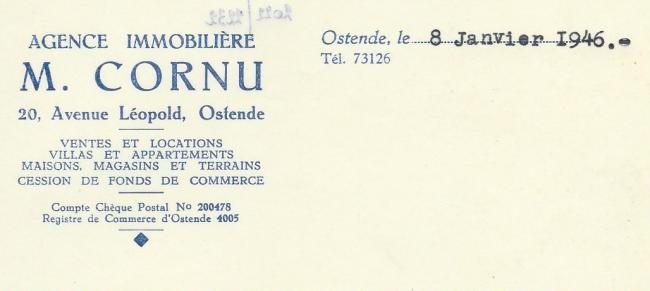 AGENCE IMMOBILIÈRE
M. CORNU
20, Avenue Léopold, Ostende
VENTES ET LOCATIONS
VILLAS ET APPARTEMENTS
MAISONS, MAGASINS ET TERRAINS
CESSION DE FONDS DE COMMERCE
Compte Chèque Postal No 200478
Registre de Commerce d'Ostende 4005
Ostende, le 8 Janvier 1946.-
Tél. 73126